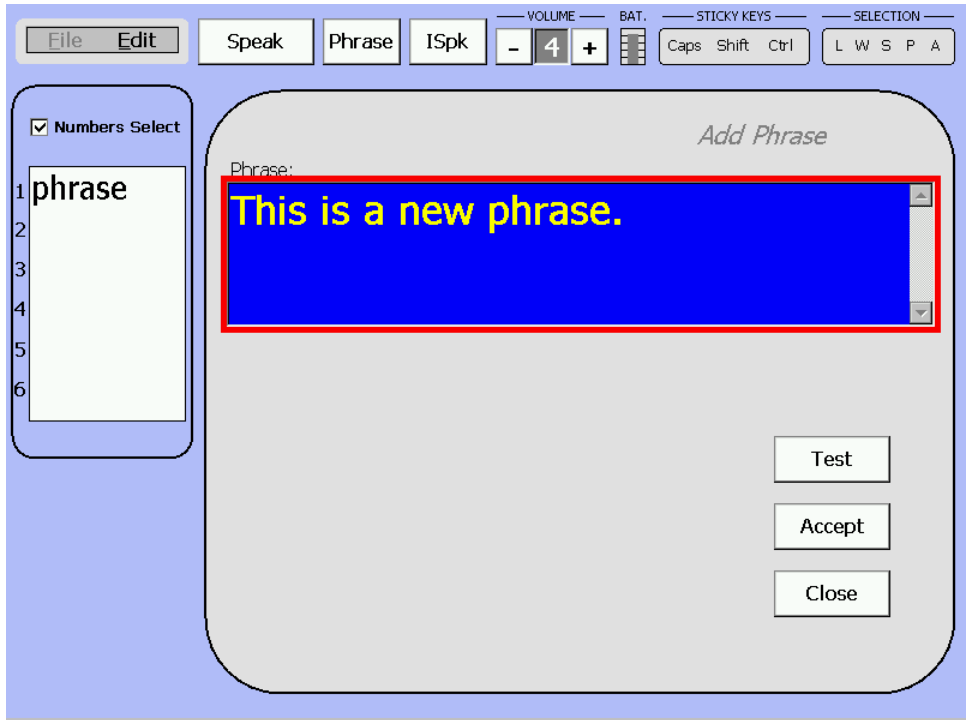 VOLUME BAT. STICKY KEYS SELECTION
File Edit Speak Phrase ISpk - 4 + Caps Shift Ctrl L W S P A
Numbers Select
Add Phrase
Phrase:
1 phrase
This is a new phrase.
2
3
4
5
6
Test
Accept
Close